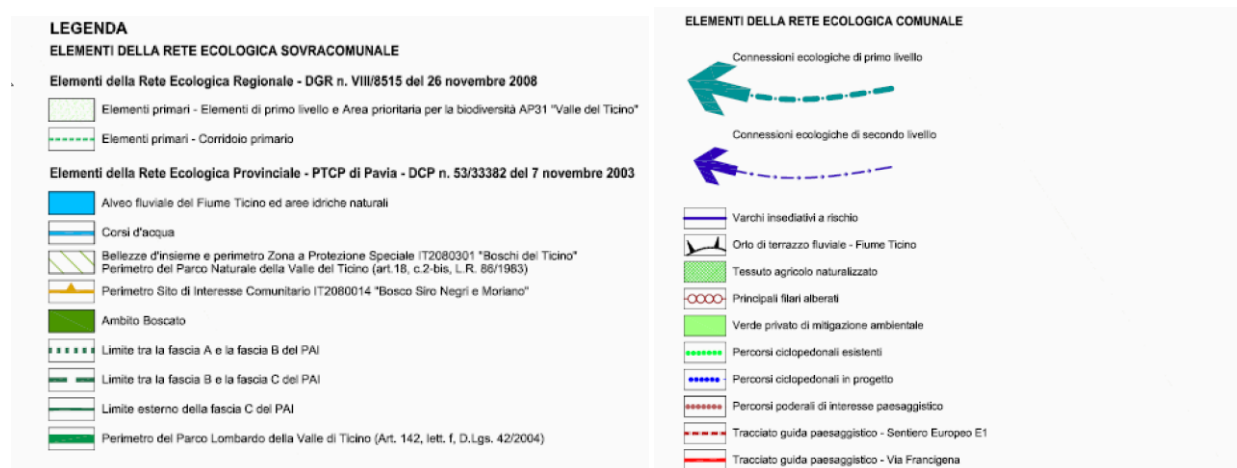 LEGENDA
ELEMENTI DELLA RETE ECOLOGICA SOVRACOMUNALE
Elementi della Rete Ecologica Regionale - DGR n. VIII/8515 del 26 novembre 2008
Elementi primari - Elementi di primo livello e Area prioritaria per la biodiversità AP31 "Valle del Ticino"
Elementi primari - Corridoio primario
Elementi della Rete Ecologica Provinciale - PTCP di Pavia - DCP n. 53/33382 del 7 novembre 2003
Alveo fluviale del Fiume Ticino ed aree idriche naturali
Corsi d'acqua
Bellezze d'insieme e perimetro Zona a Protezione Speciale IT2080301 "Boschi del Ticino"
Perimetro del Parco Naturale della Valle del Ticino (art.18, c.2-bis, L.R. 86/1983)
Perimetro Sito di Interesse Comunitario IT2080014 "Bosco Siro Negri e Moriano"
Ambito Boscato
Limite tra la fascia A e la fascia B del PAI
Limite tra la fascia B e la fascia C del PAI
Limite esterno della fascia C del PAI
Perimetro del Parco Lombardo della Valle di Ticino (Art. 142, lett. f, D.Lgs. 42/2004)
ELEMENTI DELLA RETE ECOLOGICA COMUNALE
Connessioni ecologiche di primo livello
Connessioni ecologiche di secondo livello
Varchi insediativi a rischio
Orlo di terrazzo fluviale - Fiume Ticino
Tessuto agricolo naturalizzato
Principali filari alberati
Verde privato di mitigazione ambientale
Percorsi ciclopedonali esistenti
Percorsi ciclopedonali in progetto
Percorsi poderali di interesse paesaggistico
Tracciato guida paesaggistico - Sentiero Europeo E1
Tracciato guida paesaggistico - Via Francigena